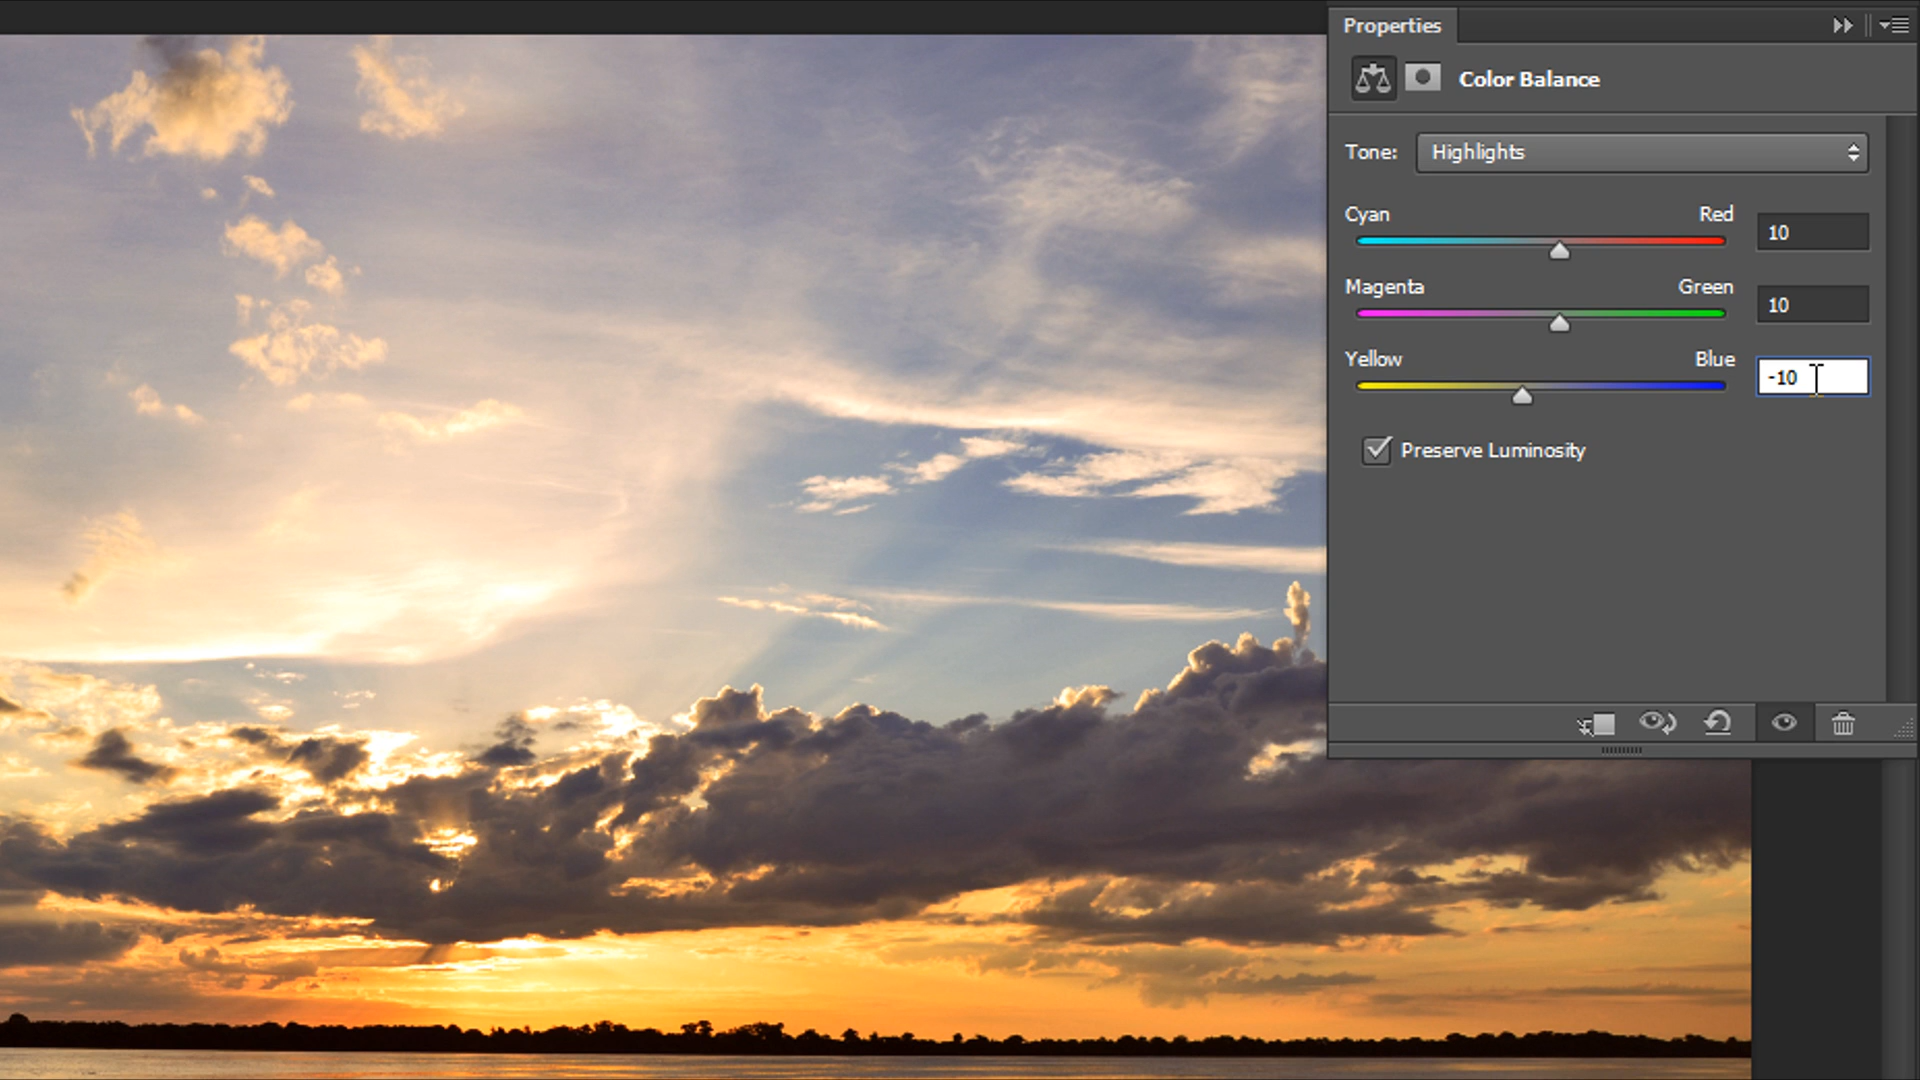 Properties
Color Balance
Tone: Highlights
Cyan Red 10
Magenta Green 10
Yellow Blue -10
Preserve Luminosity